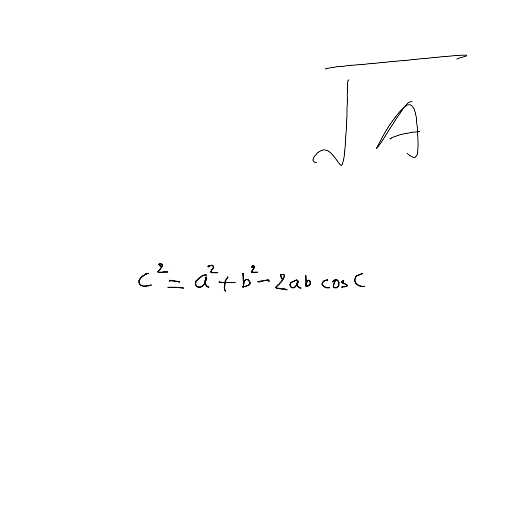 √A
c² = a² + b² - 2ab cos C